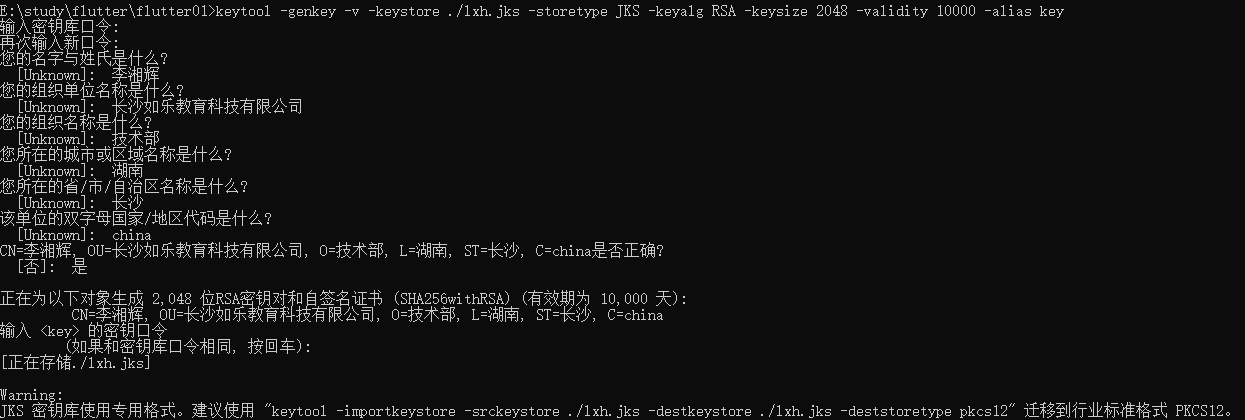 E:\study\flutter\flutter01>keytool -genkey -v -keystore ./lxh.jks -storetype JKS -keyalg RSA -keysize 2048 -validity 10000 -alias key
输入密钥库口令:
再次输入新口令:
您的名字与姓氏是什么?
  [Unknown]:  李湘辉
您的组织单位名称是什么?
  [Unknown]:  长沙如乐教育科技有限公司
您的组织名称是什么?
  [Unknown]:  技术部
您所在的城市或区域名称是什么?
  [Unknown]:  湖南
您所在的省/市/自治区名称是什么?
  [Unknown]:  长沙
该单位的双字母国家/地区代码是什么?
  [Unknown]:  china
CN=李湘辉, OU=长沙如乐教育科技有限公司, O=技术部, L=湖南, ST=长沙, C=china是否正确?
  [否]:  是
正在为以下对象生成 2,048 位RSA密钥对和自签名证书 (SHA256withRSA) (有效期为 10,000 天):
         CN=李湘辉, OU=长沙如乐教育科技有限公司, O=技术部, L=湖南, ST=长沙, C=china
输入 <key> 的密钥口令
        (如果和密钥库口令相同, 按回车):
[正在存储./lxh.jks]
Warning:
JKS 密钥库使用专用格式。建议使用 "keytool -importkeystore -srckeystore ./lxh.jks -destkeystore ./lxh.jks -deststoretype pkcs12" 迁移到行业标准格式 PKCS12。